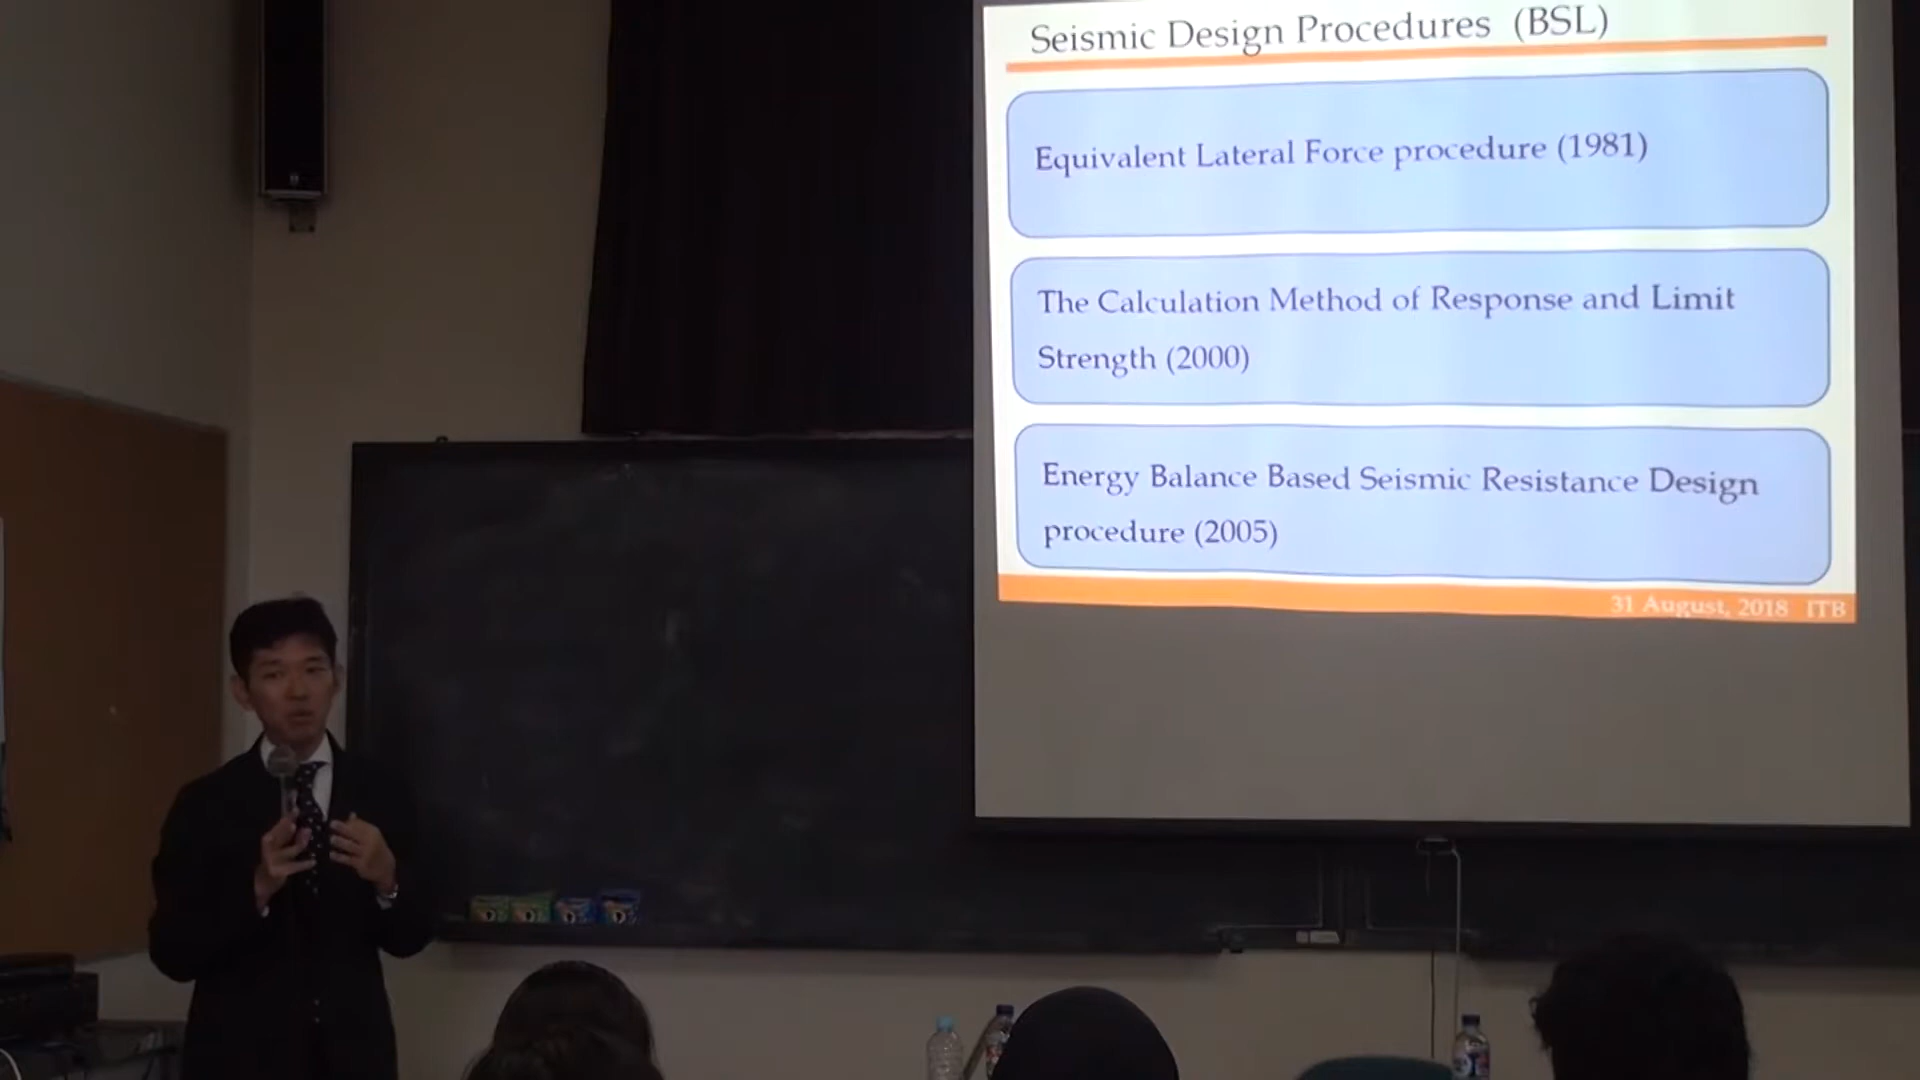 Seismic Design Procedures (BSL)
Equivalent Lateral Force procedure (1981)
The Calculation Method of Response and Limit
Strength (2000)
Energy Balance Based Seismic Resistance Design
procedure (2005)
31 August, 2018 ITB